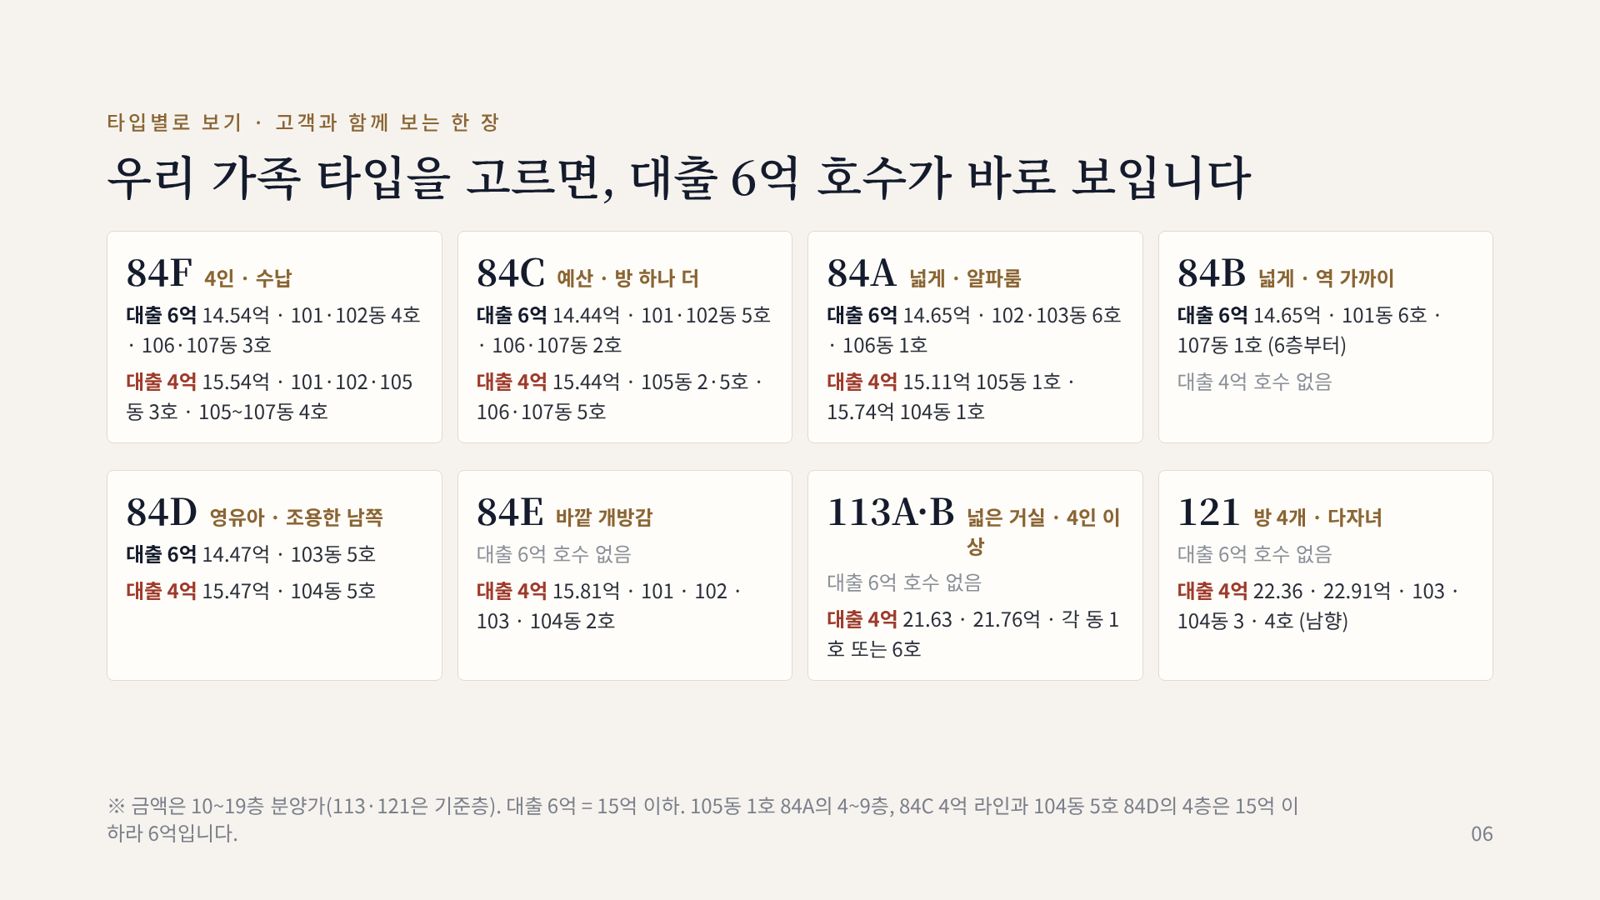 타입별로 보기 · 고객과 함께 보는 한 장
우리 가족 타입을 고르면, 대출 6억 호수가 바로 보입니다
84F 4인 · 수납
대출 6억 14.54억 · 101·102동 4호
· 106·107동 3호
대출 4억 15.54억 · 101·102·105
동 3호 · 105~107동 4호
84C 예산 · 방 하나 더
대출 6억 14.44억 · 101·102동 5호
· 106·107동 2호
대출 4억 15.44억 · 105동 2·5호 ·
106·107동 5호
84A 넓게 · 알파룸
대출 6억 14.65억 · 102·103동 6호
· 106동 1호
대출 4억 15.11억 105동 1호 ·
15.74억 104동 1호
84B 넓게 · 역 가까이
대출 6억 14.65억 · 101동 6호 ·
107동 1호 (6층부터)
대출 4억 호수 없음
84D 영유아 · 조용한 남쪽
대출 6억 14.47억 · 103동 5호
대출 4억 15.47억 · 104동 5호
84E 바깥 개방감
대출 6억 호수 없음
대출 4억 15.81억 · 101 · 102 ·
103 · 104동 2호
113A·B 넓은 거실 · 4인 이
상
대출 6억 호수 없음
대출 4억 21.63 · 21.76억 · 각 동 1
호 또는 6호
121 방 4개 · 다자녀
대출 6억 호수 없음
대출 4억 22.36 · 22.91억 · 103 ·
104동 3 · 4호 (남향)
※ 금액은 10~19층 분양가(113·121은 기준층). 대출 6억 = 15억 이하. 105동 1호 84A의 4~9층, 84C 4억 라인과 104동 5호 84D의 4층은 15억 이
하라 6억입니다.
06